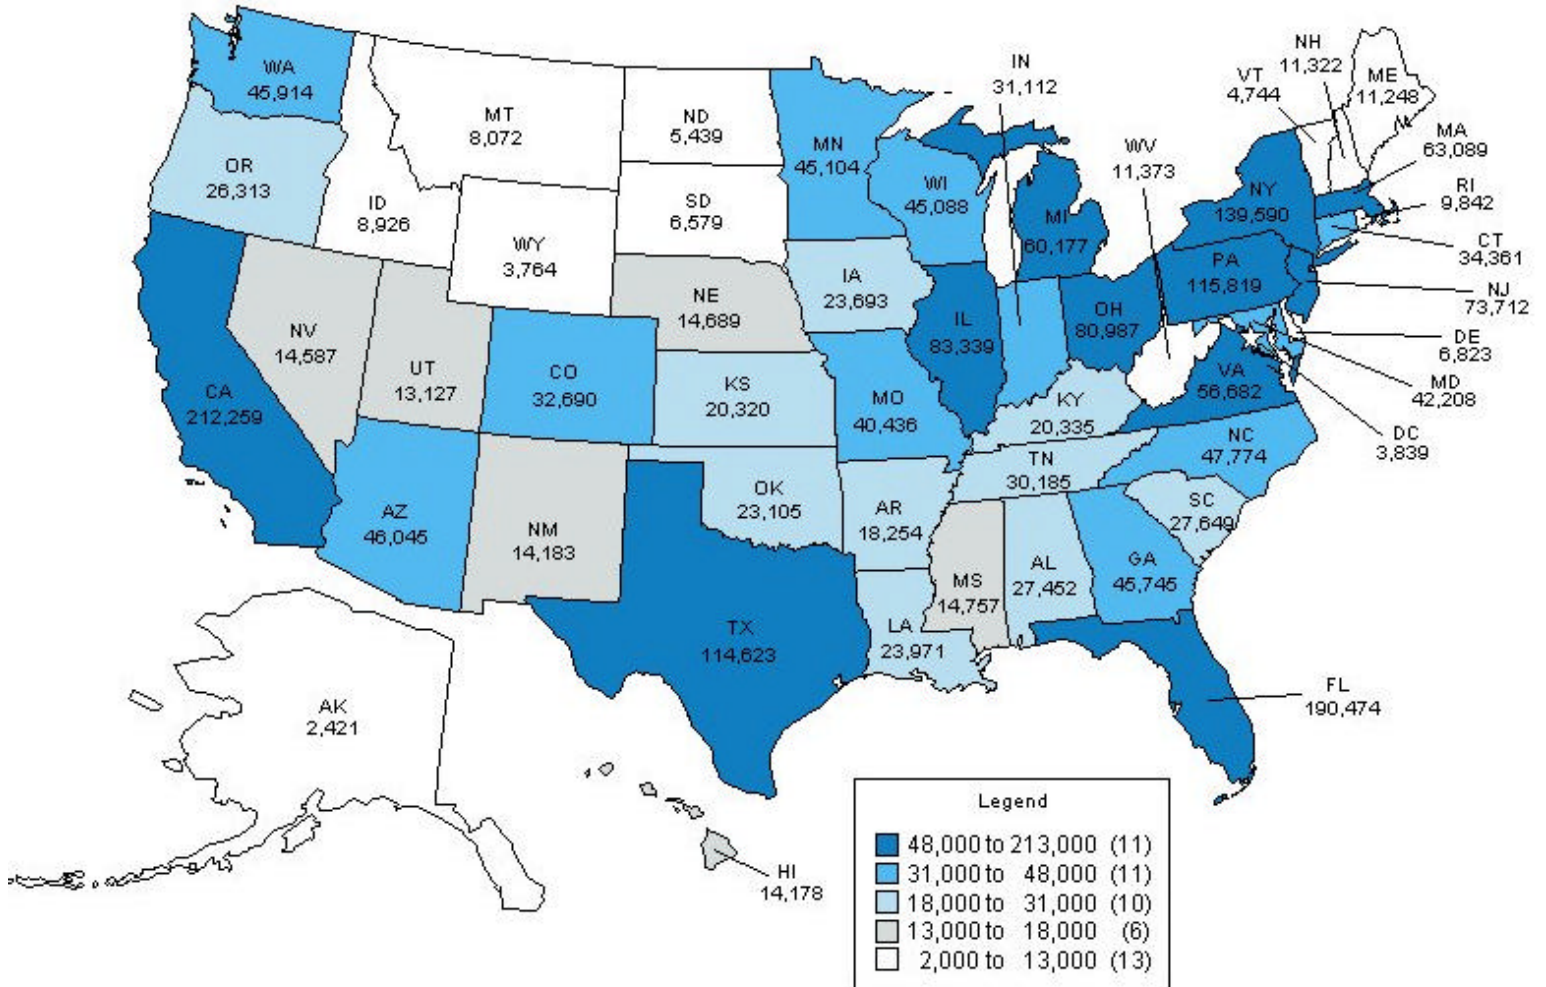 WA
45,914
MT
8,072
ND
5,439
MN
45,104
IN
31,112
NH
11,322
VT
4,744
ME
11,248
MA
63,089
WV
11,373
OR
26,313
ID
8,926
WY
3,764
SD
6,579
WI
45,088
MI
60,177
NY
139,590
RI
9,842
CT
34,361
PA
115,819
NJ
73,712
IA
23,693
NE
14,689
NV
14,587
UT
13,127
CO
32,690
IL
83,339
OH
80,987
DE
6,823
MD
42,208
VA
56,682
DC
3,839
CA
212,259
KS
20,320
MO
40,436
KY
20,335
NC
47,774
TN
30,185
AZ
46,045
NM
14,183
OK
23,105
AR
18,254
SC
27,649
MS
14,757
AL
27,452
GA
45,745
TX
114,623
LA
23,971
FL
190,474
AK
2,421
HI
14,178
Legend
48,000 to 213,000 (11)
31,000 to 48,000 (11)
18,000 to 31,000 (10)
13,000 to 18,000 (6)
2,000 to 13,000 (13)